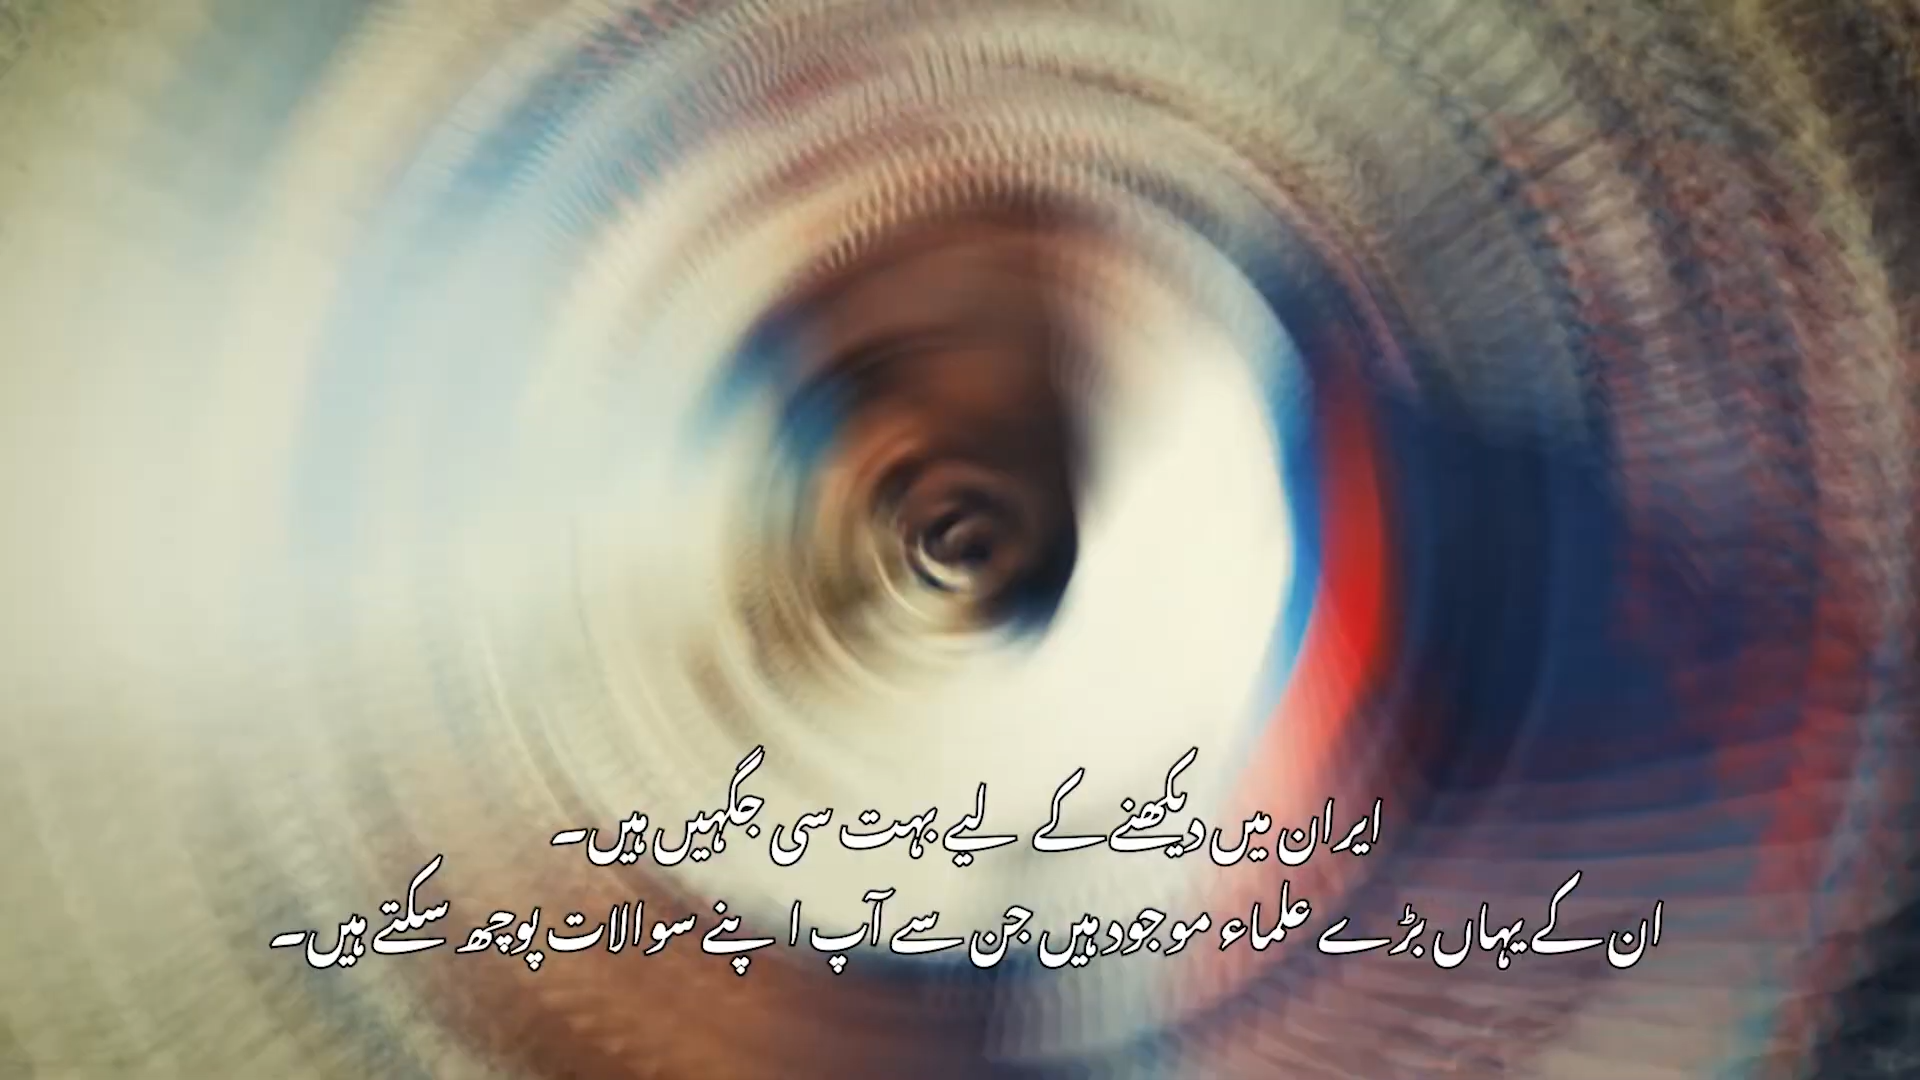 ایران میں دیکھنے کے لیے بہت سی جگہیں ہیں۔
ان کے یہاں بڑے علماء موجود ہیں جن سے آپ اپنے سوالات پوچھ سکتے ہیں۔